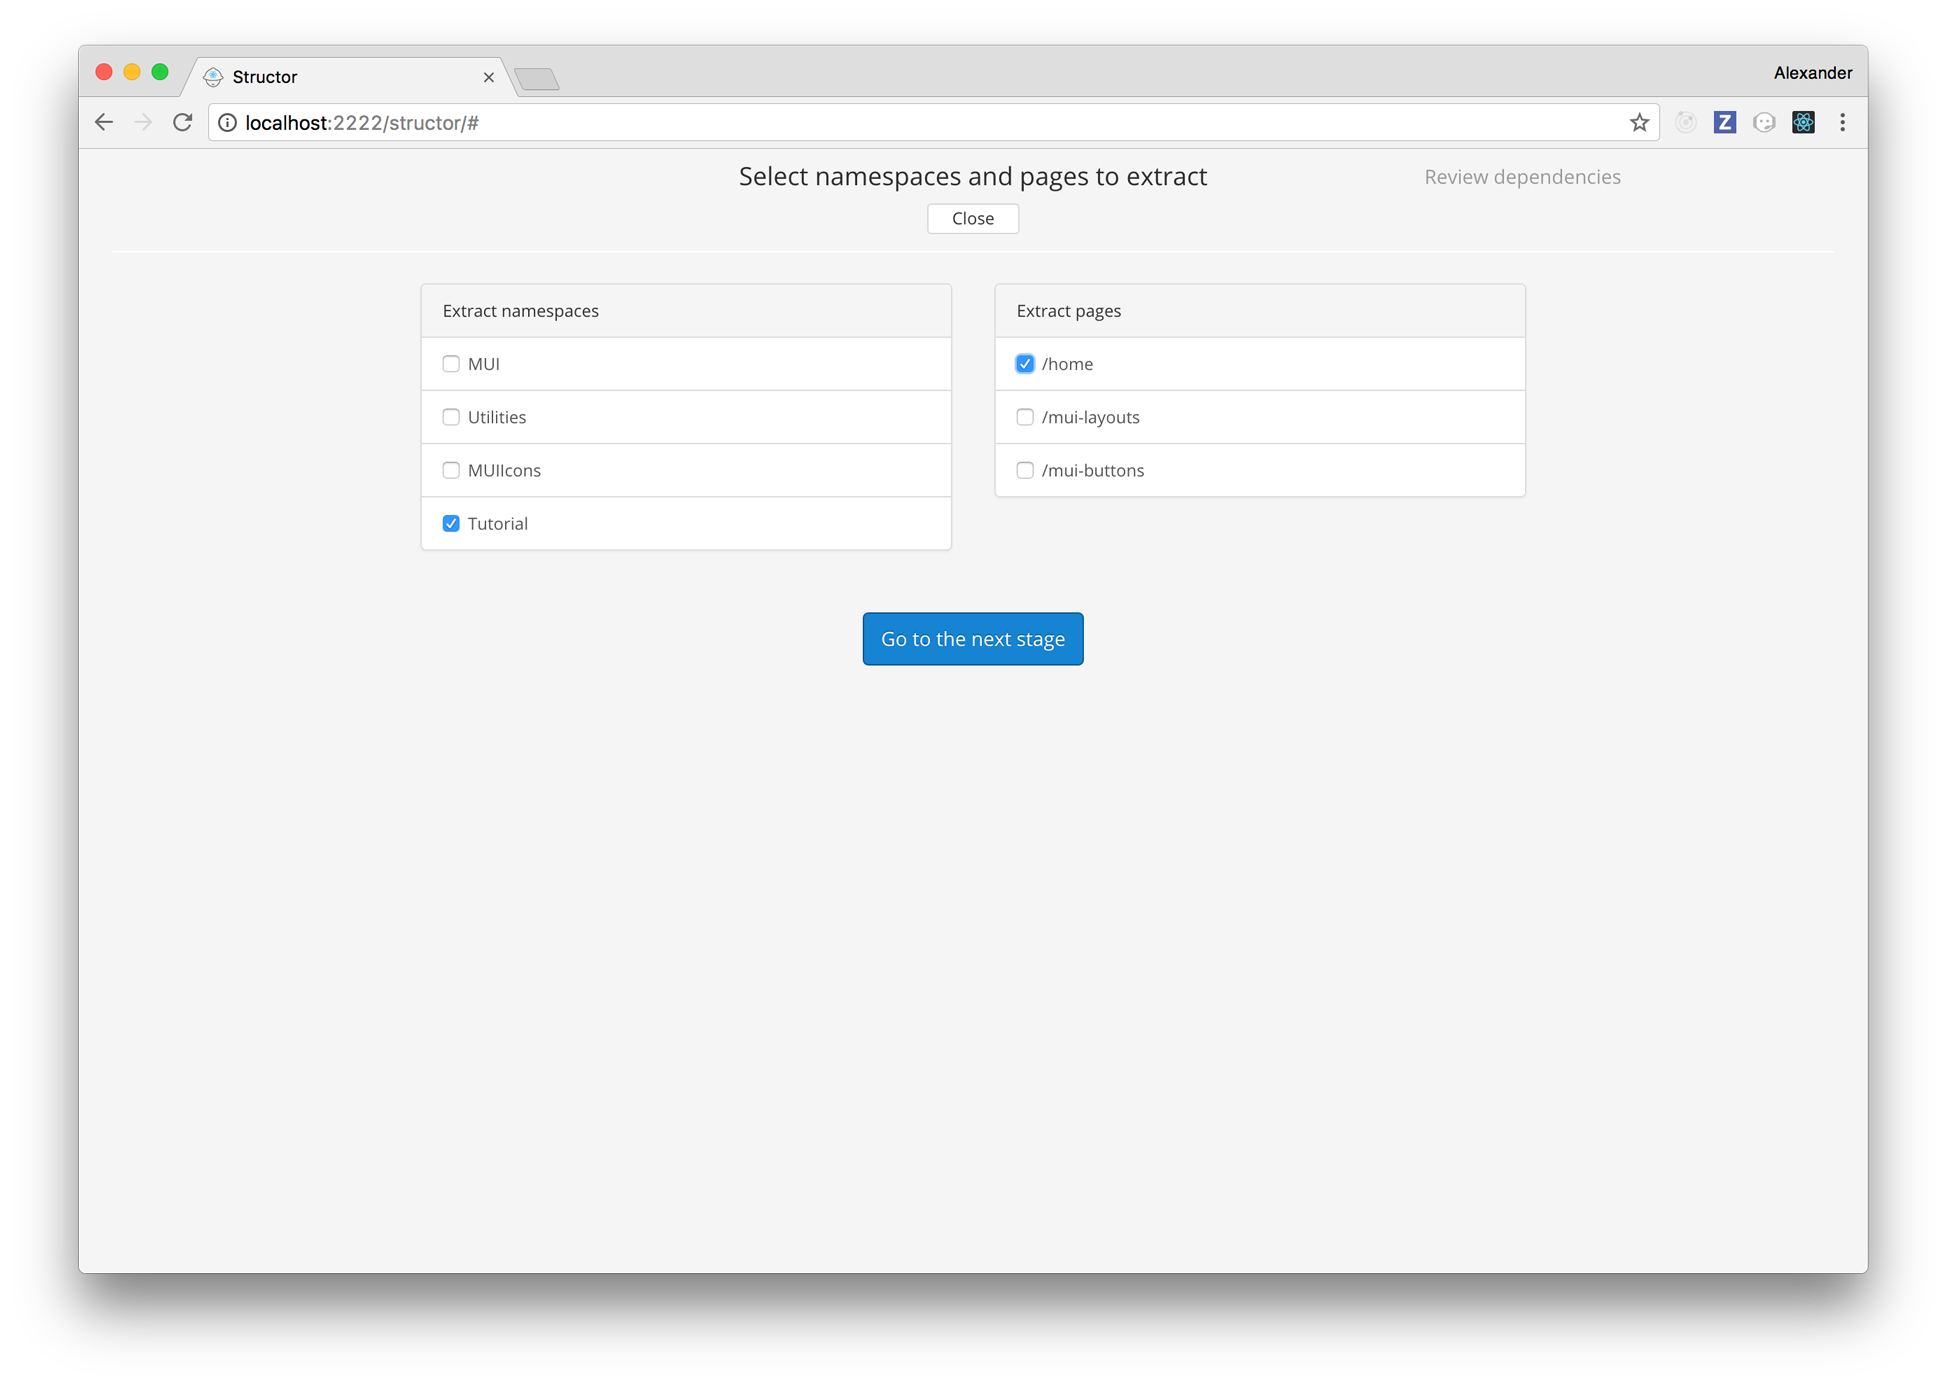 Structor
Alexander
localhost:2222/structor/#
Z
Select namespaces and pages to extract
Review dependencies
Close
Extract namespaces
MUI
Utilities
MUIIcons
Tutorial
Extract pages
/home
/mui-layouts
/mui-buttons
Go to the next stage